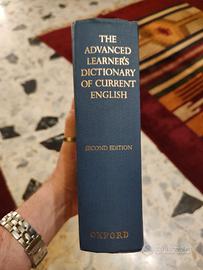 THE
ADVANCED
LEARNER'S
DICTIONARY
OF CURRENT
ENGLISH
SECOND EDITION
OXFORD